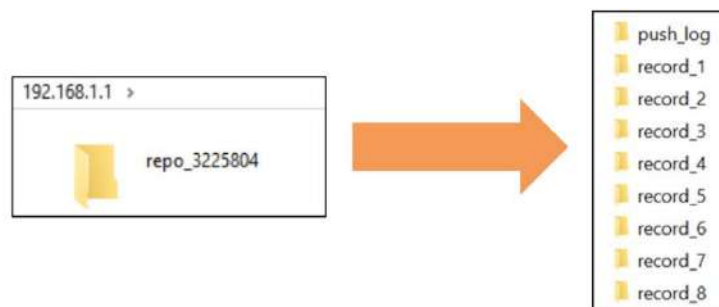 192.168.1.1 >
repo_3225804
push_log
record_1
record_2
record_3
record_4
record_5
record_6
record_7
record_8